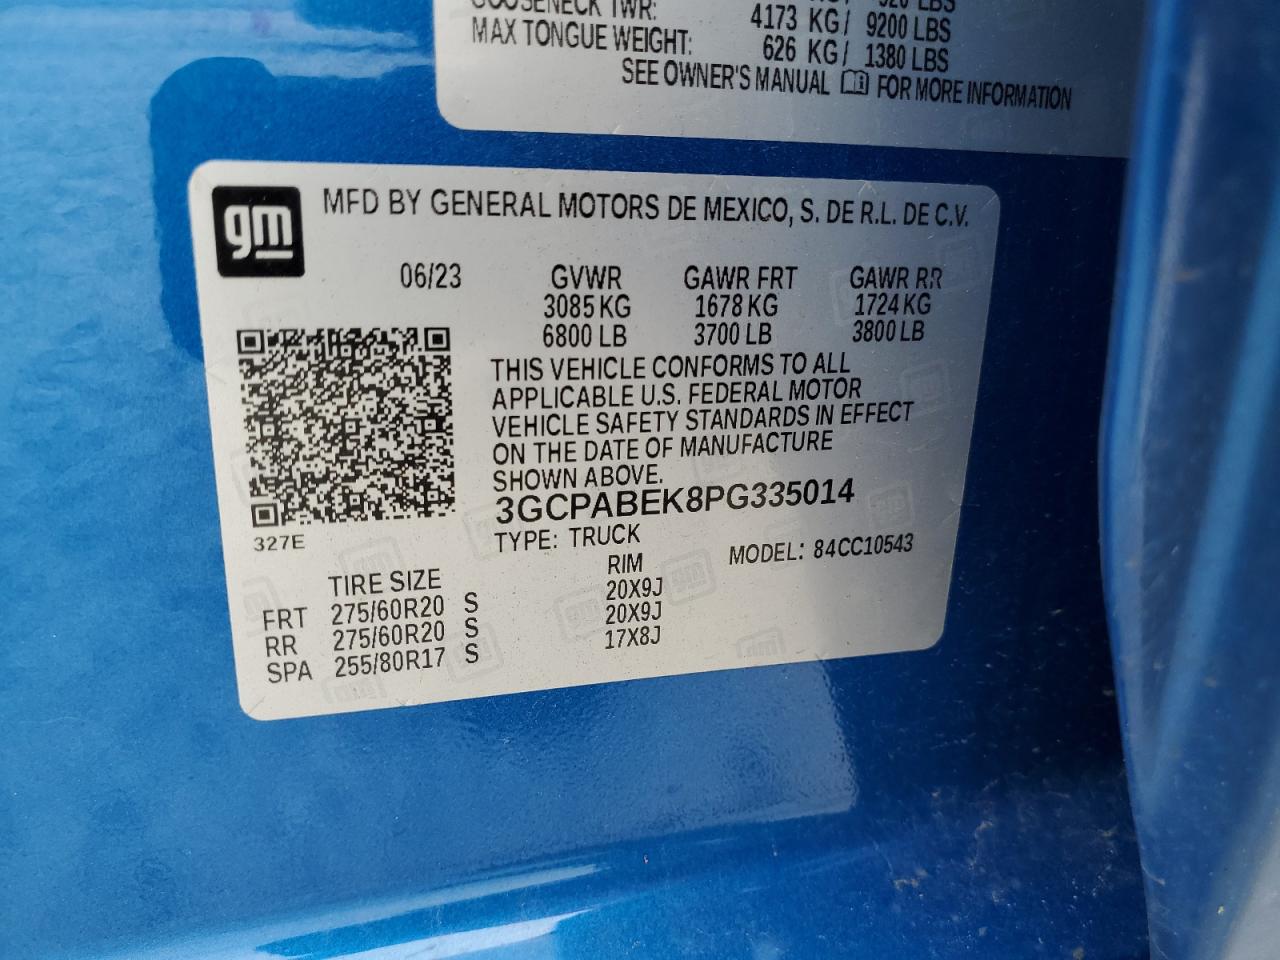 GOOSENECK TWR: 4173 KG/ 9200 LBS
MAX TONGUE WEIGHT: 626 KG/ 1380 LBS
SEE OWNER'S MANUAL FOR MORE INFORMATION
gm
MFD BY GENERAL MOTORS DE MEXICO, S. DE R.L. DE C.V.
06/23 GVWR GAWR FRT GAWR RR
3085 KG 1678 KG 1724 KG
6800 LB 3700 LB 3800 LB
THIS VEHICLE CONFORMS TO ALL
APPLICABLE U.S. FEDERAL MOTOR
VEHICLE SAFETY STANDARDS IN EFFECT
ON THE DATE OF MANUFACTURE
SHOWN ABOVE.
3GCPABEK8PG335014
327E
TYPE: TRUCK MODEL: 84CC10543
TIRE SIZE RIM
FRT 275/60R20 S 20X9J
RR 275/60R20 S 20X9J
SPA 255/80R17 S 17X8J